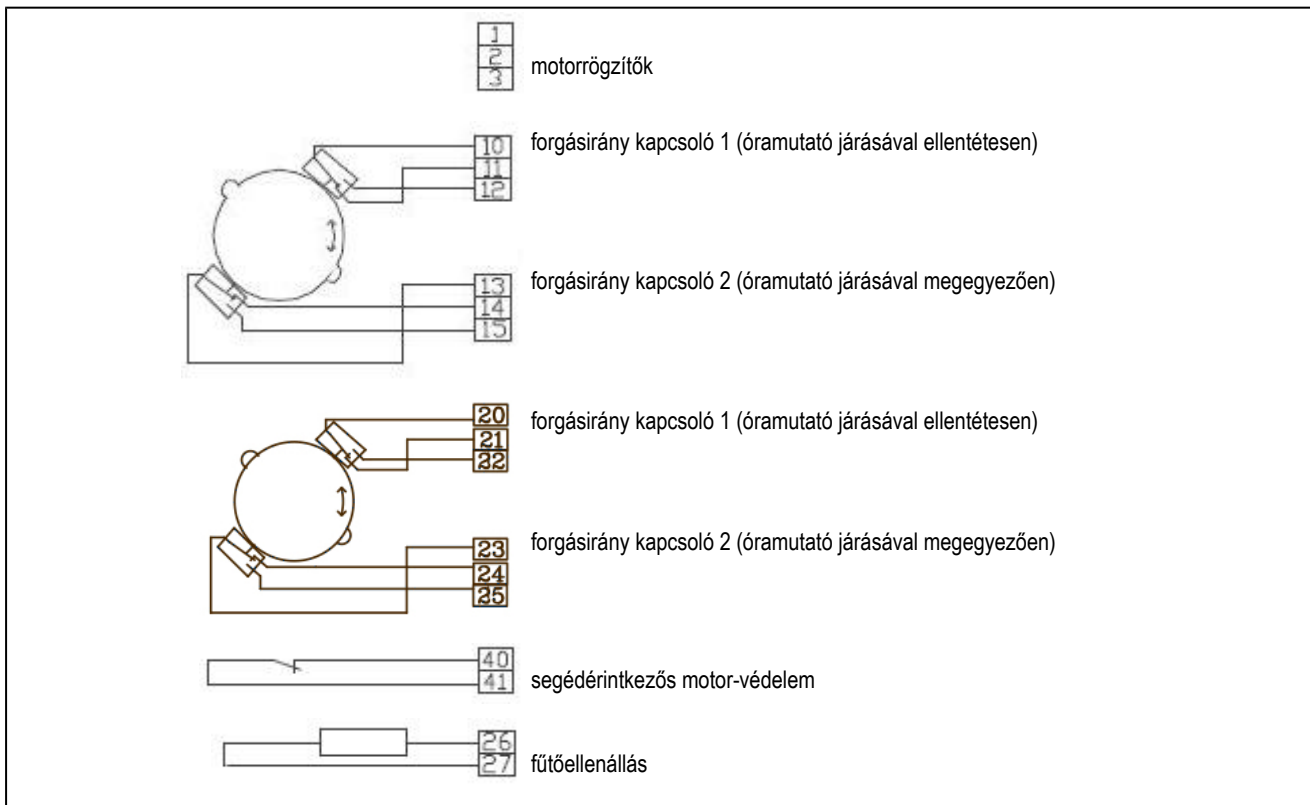 1
2
3
motorrögzítők
10
11
12
forgásirány kapcsoló 1 (óramutató járásával ellentétesen)
13
14
15
forgásirány kapcsoló 2 (óramutató járásával megegyezően)
20
21
22
forgásirány kapcsoló 1 (óramutató járásával ellentétesen)
23
24
25
forgásirány kapcsoló 2 (óramutató járásával megegyezően)
40
41
segédérintkezős motor-védelem
26
27
fűtőellenállás